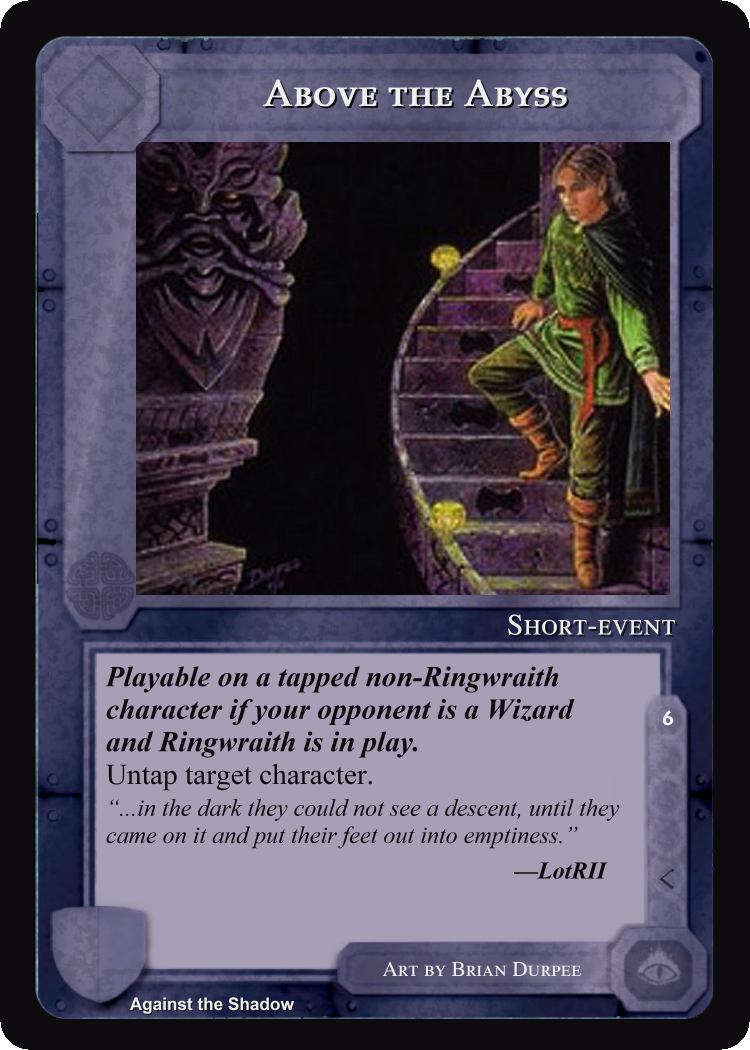 Above the Abyss
Short-event
Playable on a tapped non-Ringwraith
character if your opponent is a Wizard
and Ringwraith is in play.
6
Untap target character.
“...in the dark they could not see a descent, until they
came on it and put their feet out into emptiness.”
—LotRII
Art by Brian Durpee
Against the Shadow